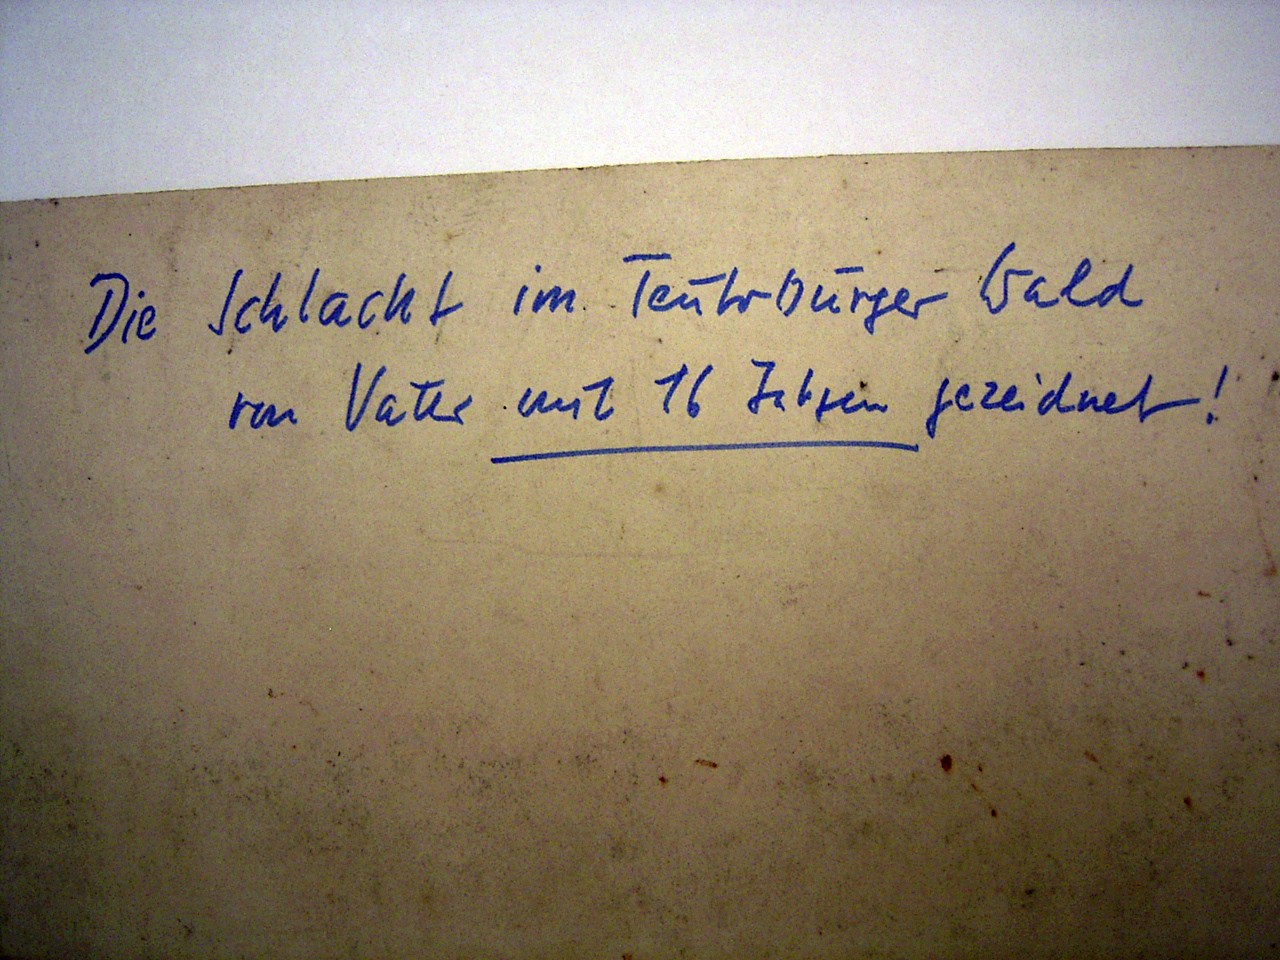 Die Schlacht im Teutoburger Wald
von Vater mit 16 Jahren gezeichnet!